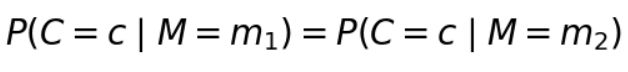 P(C = c | M = m₁) = P(C = c | M = m₂)